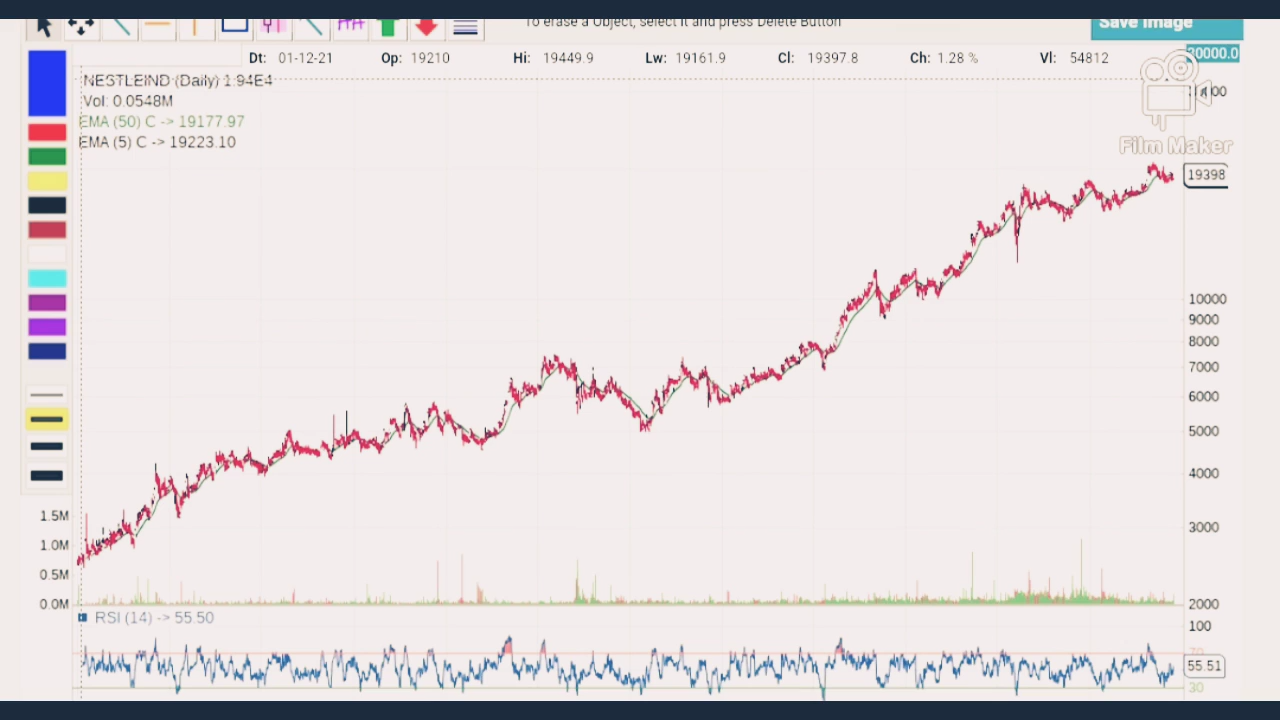 To erase a Object, select it and press Delete Button
Save Image
Dt: 01-12-21 Op: 19210 Hi: 19449.9 Lw: 19161.9 Cl: 19397.8 Ch: 1.28 % Vl: 54812
20000.0
NESTLEIND (Daily) 1.94E4
Vol: 0.0548M
EMA (50) C -> 19177.97
EMA (5) C -> 19223.10
Film Maker
19398
10000
9000
8000
7000
6000
5000
4000
3000
2000
1.5M
1.0M
0.5M
0.0M
RSI (14) -> 55 50
100
70
55 51
30